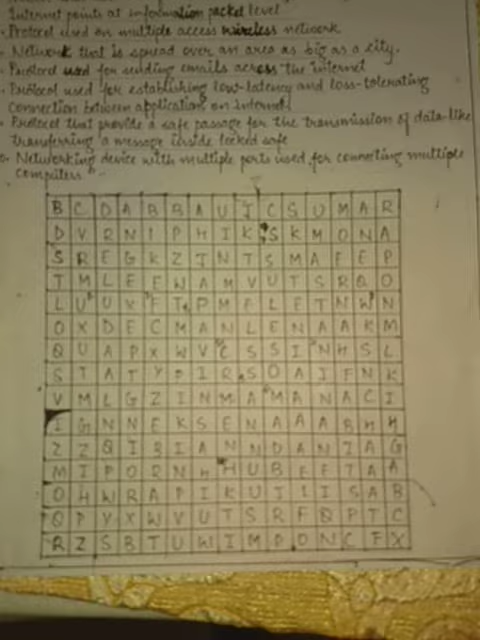 Internet points at information packet level
Protocol used on multiple access wireless network
Network that is spread over an area as big as a city.
Protocol used for sending emails across the internet
Protocol used for establishing low-latency and loss-tolerating
connection between application on Internet
Protocol that provide a safe passage for the transmission of data-like
transferring a message inside locked safe
Networking device with multiple ports used for connecting multiple
computers
B C D A B B A U I C S U M A R
D V R N I P H I K S K M O N A
S R E G K Z I N T S M A F E P
T M L E E W A M V U T S R Q O
L U U X F T P M F L F T N W N
O X D E C M A N L E N A A K M
Q U A P X W V C S S I N H S L
S T A T Y P I R S O A I F N K
V M L G Z I N M A M A N A C I
I G N N E K S E N A A A B H H
Z Z Q I B I A N N D A N I A G
M I P O R N H H U B F F T A A
O H W R A P I K U I I I S A B
Q P Y X W V U T S R F Q P T C
R Z S B T U W I M P O N C F X